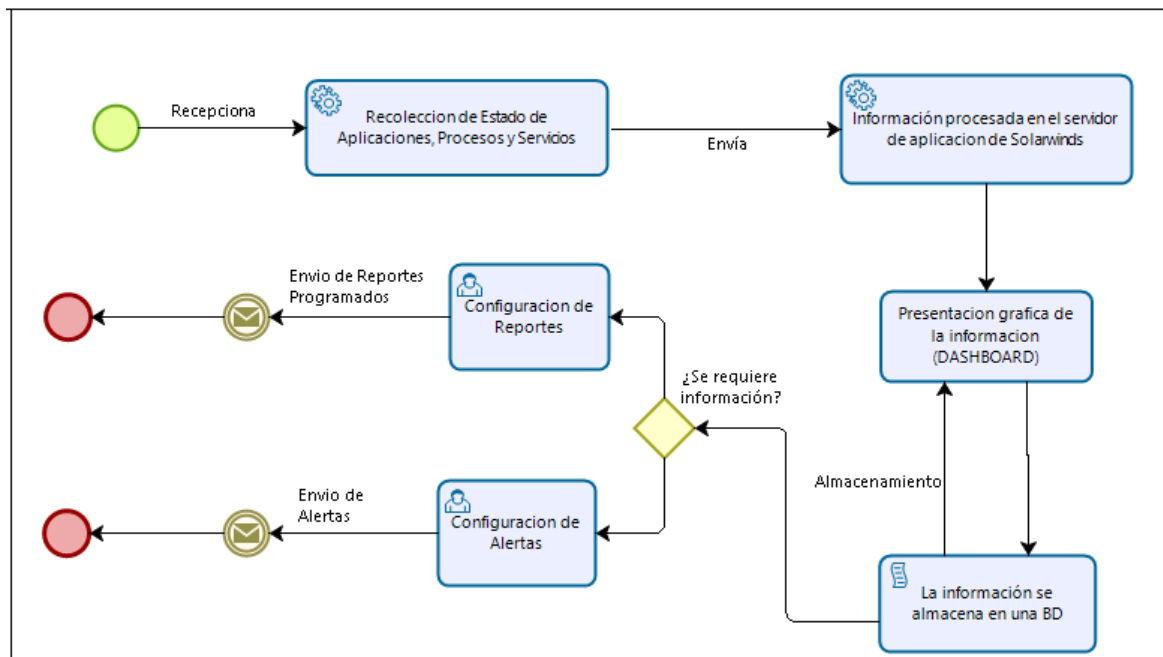 Recepciona
Recoleccion de Estado de
Aplicaciones, Procesos y Servicios
Envía
Información procesada en el servidor
de aplicacion de Solarwinds
Presentacion grafica de
la informacion
(DASHBOARD)
Almacenamiento
La información se
almacena en una BD
¿Se requiere
información?
Configuracion de
Reportes
Envio de Reportes
Programados
Configuracion de
Alertas
Envio de
Alertas